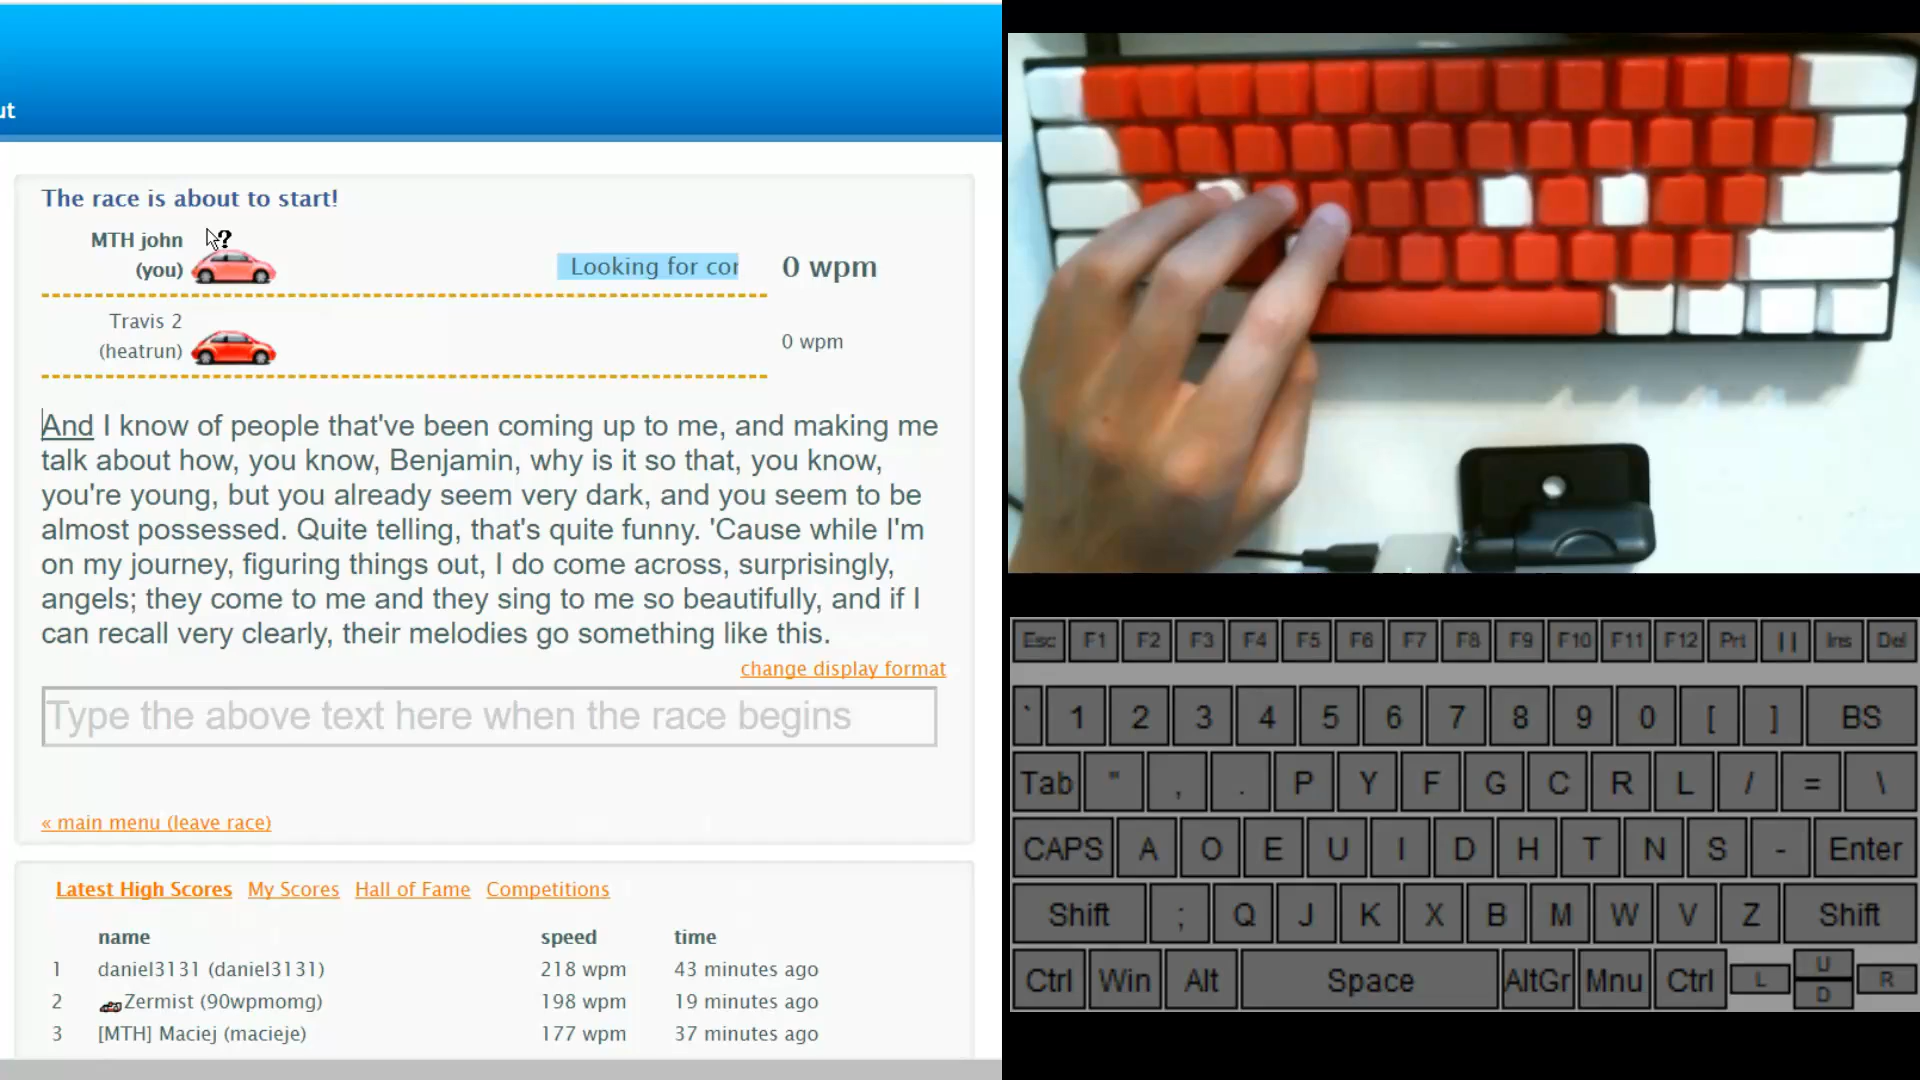 ut
The race is about to start!
MTH john
(you)
?
Looking for cor
0 wpm
Travis 2
(heatrun)
0 wpm
And I know of people that've been coming up to me, and making me
talk about how, you know, Benjamin, why is it so that, you know,
you're young, but you already seem very dark, and you seem to be
almost possessed. Quite telling, that's quite funny. 'Cause while I'm
on my journey, figuring things out, I do come across, surprisingly,
angels; they come to me and they sing to me so beautifully, and if I
can recall very clearly, their melodies go something like this.
change display format
Type the above text here when the race begins
« main menu (leave race)
Latest High Scores My Scores Hall of Fame Competitions
name speed time
1 daniel3131 (daniel3131) 218 wpm 43 minutes ago
2 Zermist (90wpmomg) 198 wpm 19 minutes ago
3 [MTH] Maciej (macieje) 177 wpm 37 minutes ago
Esc F1 F2 F3 F4 F5 F6 F7 F8 F9 F10 F11 F12 Prt || Ins Del
` 1 2 3 4 5 6 7 8 9 0 [ ] BS
Tab " , . P Y F G C R L / = \
CAPS A O E U I D H T N S - Enter
Shift ; Q J K X B M W V Z Shift
Ctrl Win Alt Space AltGr Mnu Ctrl L U D R